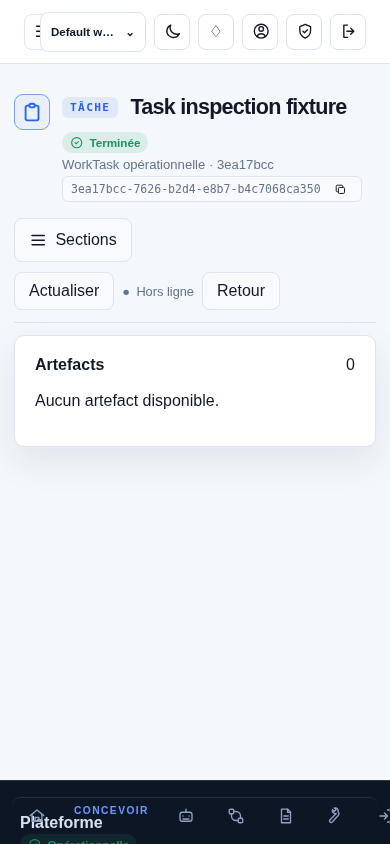 Default w... ⌄
TÂCHE Task inspection fixture
Terminée
WorkTask opérationnelle · 3ea17bcc
3ea17bcc-7626-b2d4-e8b7-b4c7068ca350
Sections
Actualiser
Hors ligne
Retour
Artefacts 0
Aucun artefact disponible.
CONCEVOIR
Plateforme
Opérationnelle